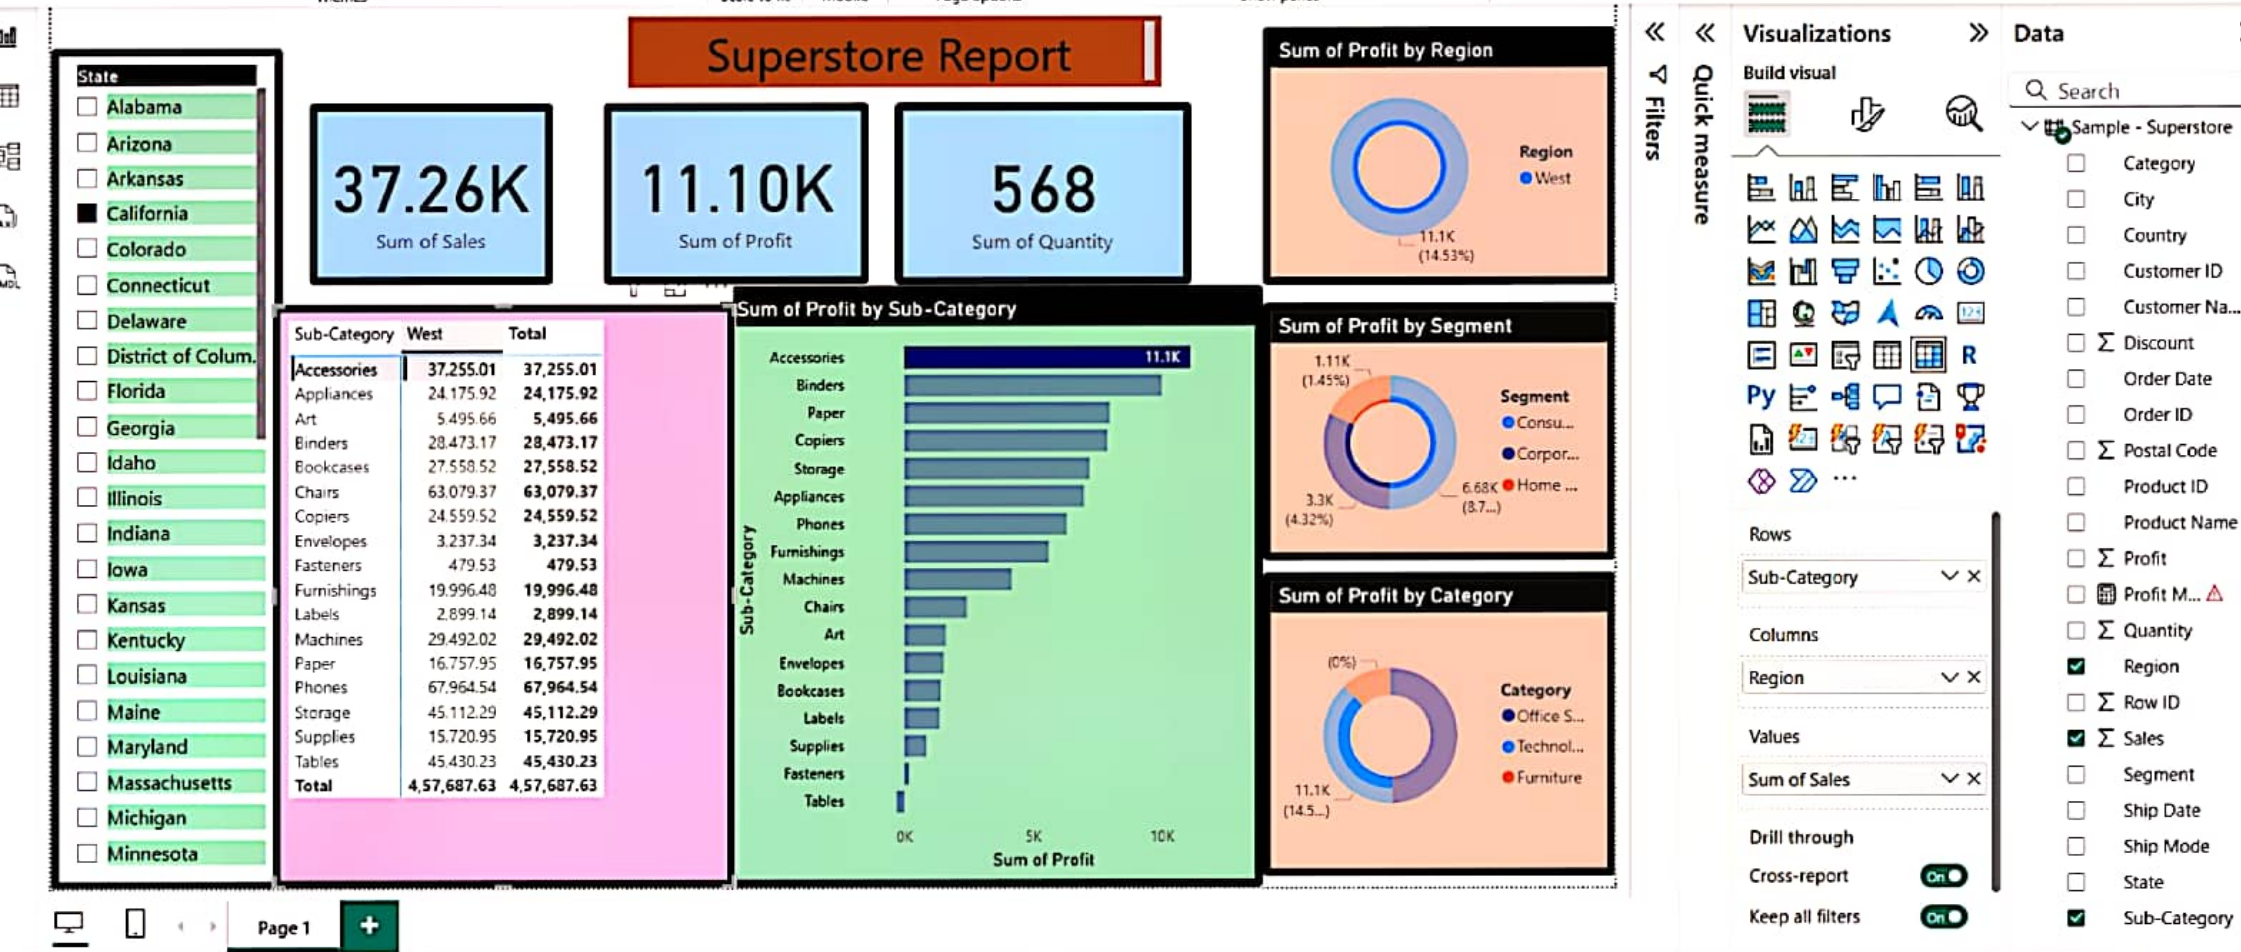 Superstore Report
State
Alabama
Arizona
Arkansas
California
Colorado
Connecticut
Delaware
District of Colum.
Florida
Georgia
Idaho
Illinois
Indiana
Iowa
Kansas
Kentucky
Louisiana
Maine
Maryland
Massachusetts
Michigan
Minnesota
37.26K
Sum of Sales
11.10K
Sum of Profit
568
Sum of Quantity
Sub-Category West Total
Accessories 37,255.01 37,255.01
Appliances 24,175.92 24,175.92
Art 5,495.66 5,495.66
Binders 28,473.17 28,473.17
Bookcases 27,558.52 27,558.52
Chairs 63,079.37 63,079.37
Copiers 24,559.52 24,559.52
Envelopes 3,237.34 3,237.34
Fasteners 479.53 479.53
Furnishings 19,996.48 19,996.48
Labels 2,899.14 2,899.14
Machines 29,492.02 29,492.02
Paper 16,757.95 16,757.95
Phones 67,964.54 67,964.54
Storage 45,112.29 45,112.29
Supplies 15,720.95 15,720.95
Tables 45,430.23 45,430.23
Total 4,57,687.63 4,57,687.63
Sum of Profit by Sub-Category
Sub-Category
Accessories 11.1K
Binders
Paper
Copiers
Storage
Appliances
Phones
Furnishings
Machines
Chairs
Art
Envelopes
Bookcases
Labels
Supplies
Fasteners
Tables
0K 5K 10K
Sum of Profit
Sum of Profit by Region
Region
West
11.1K
(14.53%)
Sum of Profit by Segment
1.11K
(1.45%)
Segment
Consu...
Corpor...
Home ...
6.68K
(8.7...)
3.3K
(4.32%)
Sum of Profit by Category
(0%)
Category
Office S...
Technol...
Furniture
11.1K
(14.5...)
Filters
Quick measure
Visualizations
Build visual
R
Py
123
...
Rows
Sub-Category
Columns
Region
Values
Sum of Sales
Drill through
Cross-report
On
Keep all filters
On
Data
Search
Sample - Superstore
Category
City
Country
Customer ID
Customer Na...
Discount
Order Date
Order ID
Postal Code
Product ID
Product Name
Profit
Profit M...
Quantity
Region
Row ID
Sales
Segment
Ship Date
Ship Mode
State
Sub-Category
Page 1